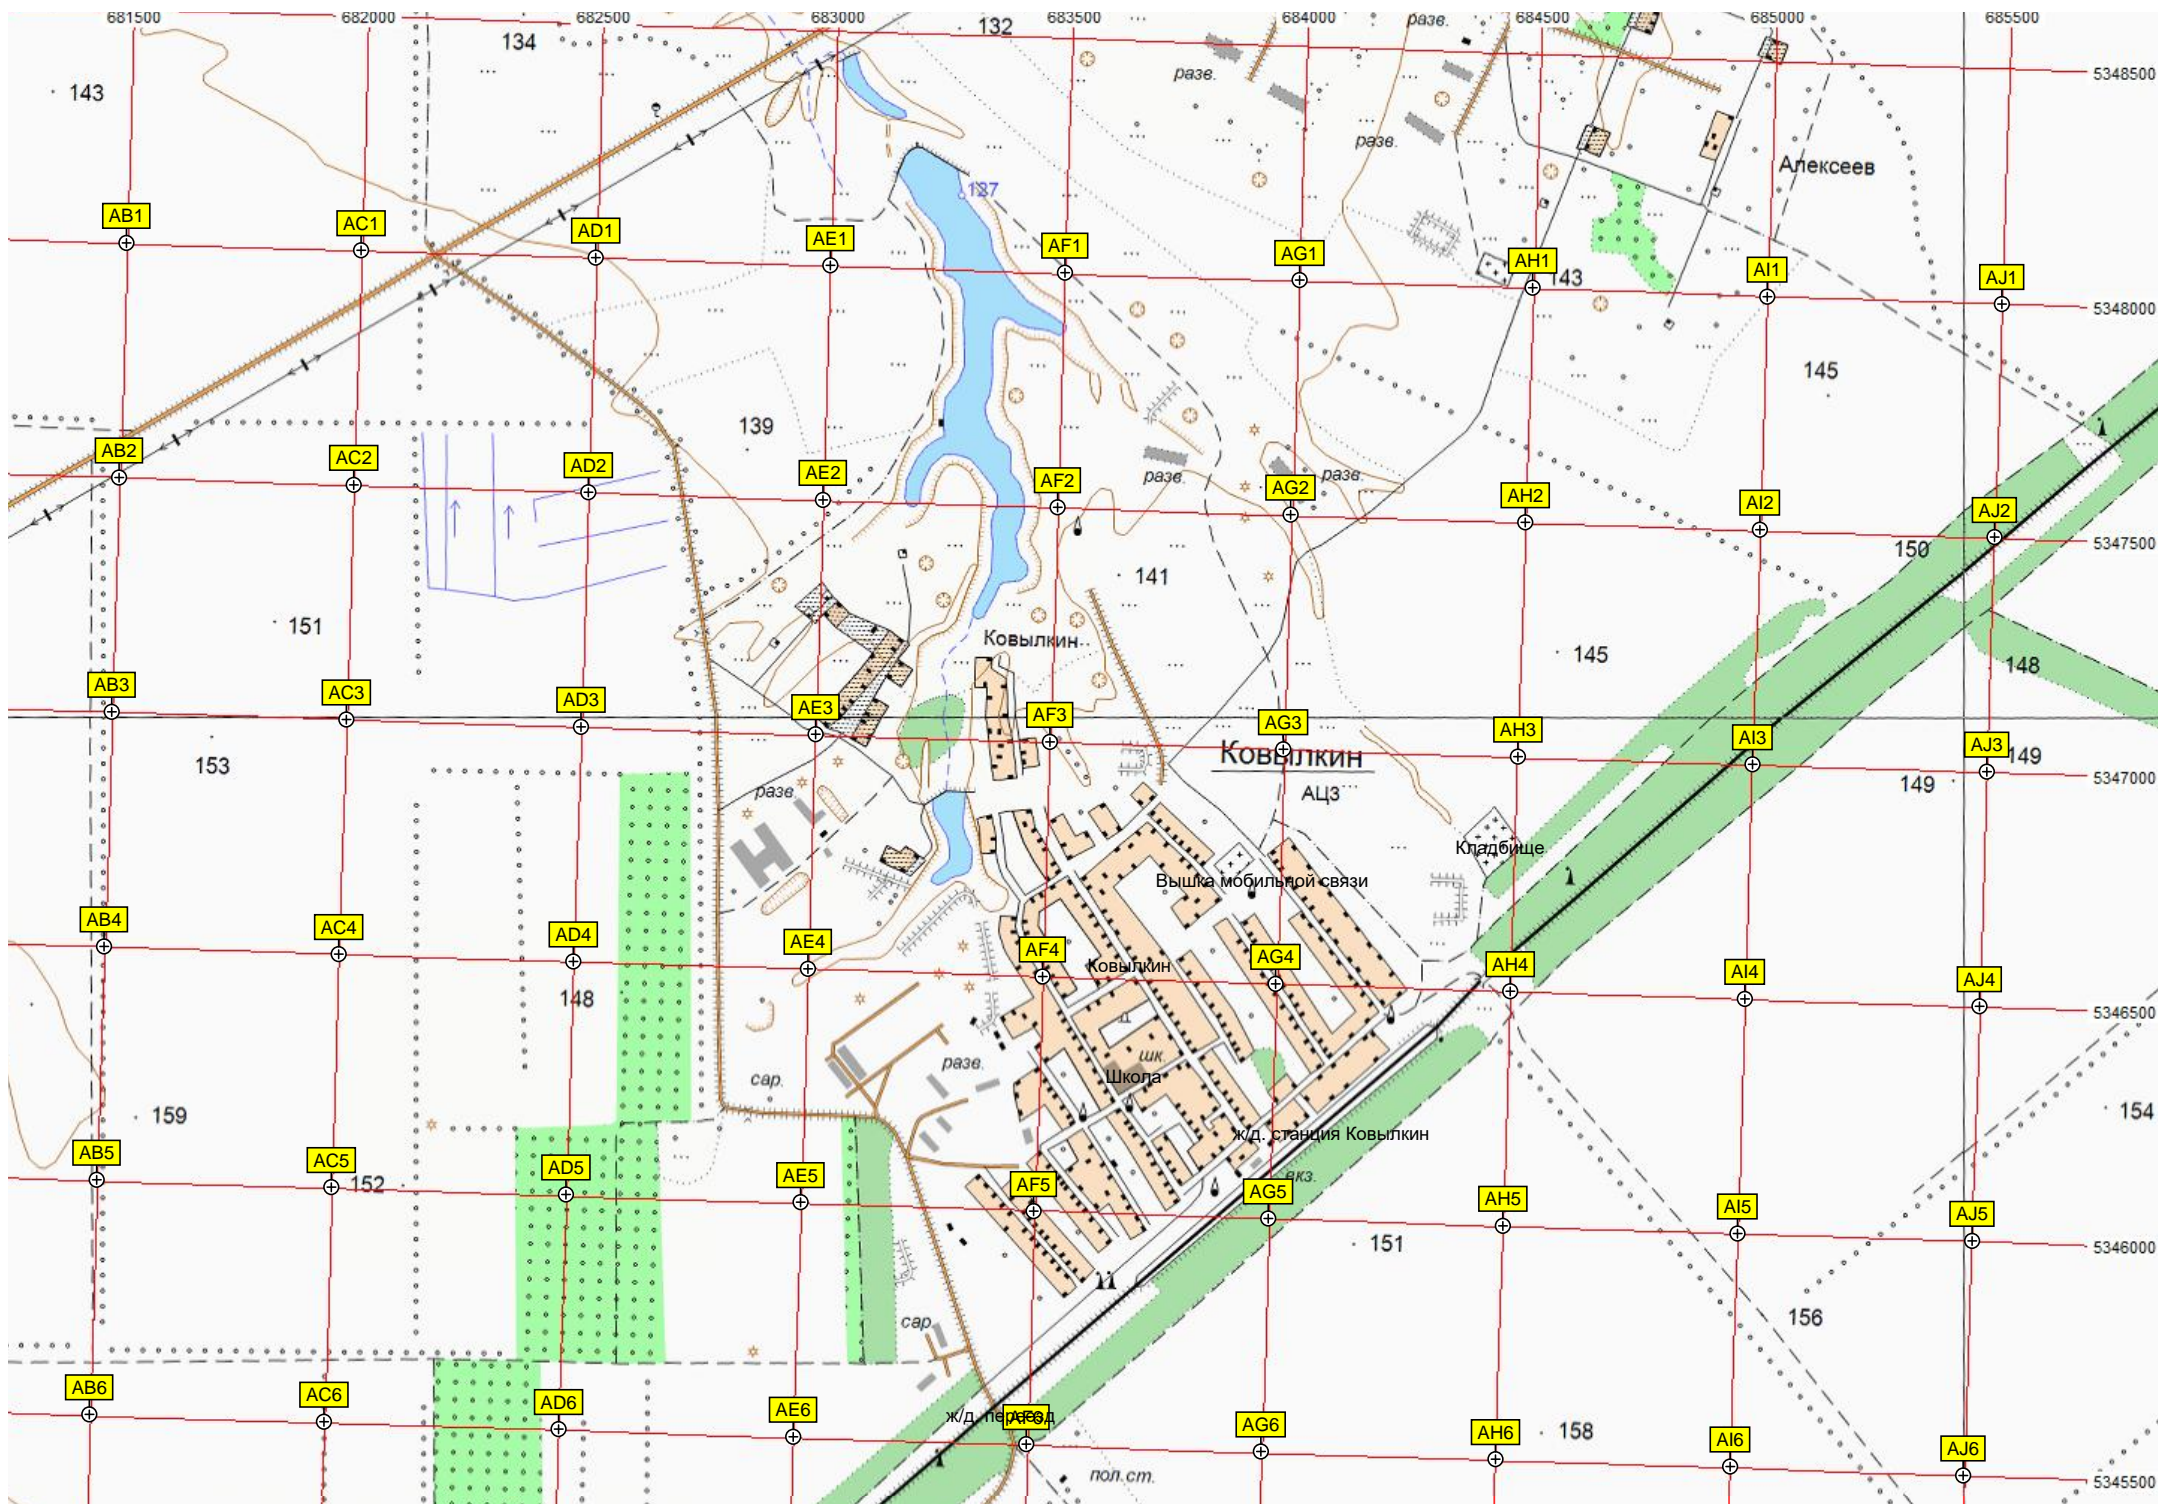 681500 682000 682500 683000 683500 684000 684500 685000 685500
134 132 разв.
143 разв. 5348500
разв.
Алексеев
127
AB1 AC1 AD1 AE1 AF1 AG1 AH1 AI1 AJ1
143
5348000
145
139
AB2 AC2 AD2 AE2 AF2 AG2 AH2 AI2 AJ2
разв. разв.
150 5347500
141
151 Ковылкин 145
148
AB3 AC3 AD3 AE3 AF3 AG3 AH3 AI3 AJ3
153 Ковылкин 149
149 5347000
разв. АЦЗ
Кладбище
Вышка мобильной связи
AB4 AC4 AD4 AE4 AF4 AG4 AH4 AI4 AJ4
Ковылкин
148 5346500
разв. шк.
сар. Школа
159 154
ж/д. станция Ковылкин
AB5 AC5 AD5 AE5 AF5 AG5 AH5 AI5 AJ5
152 вкз.
151 5346000
156
сар.
AB6 AC6 AD6 AE6 AF6 AG6 AH6 AI6 AJ6
ж/д. переезд
158
пол.ст. 5345500